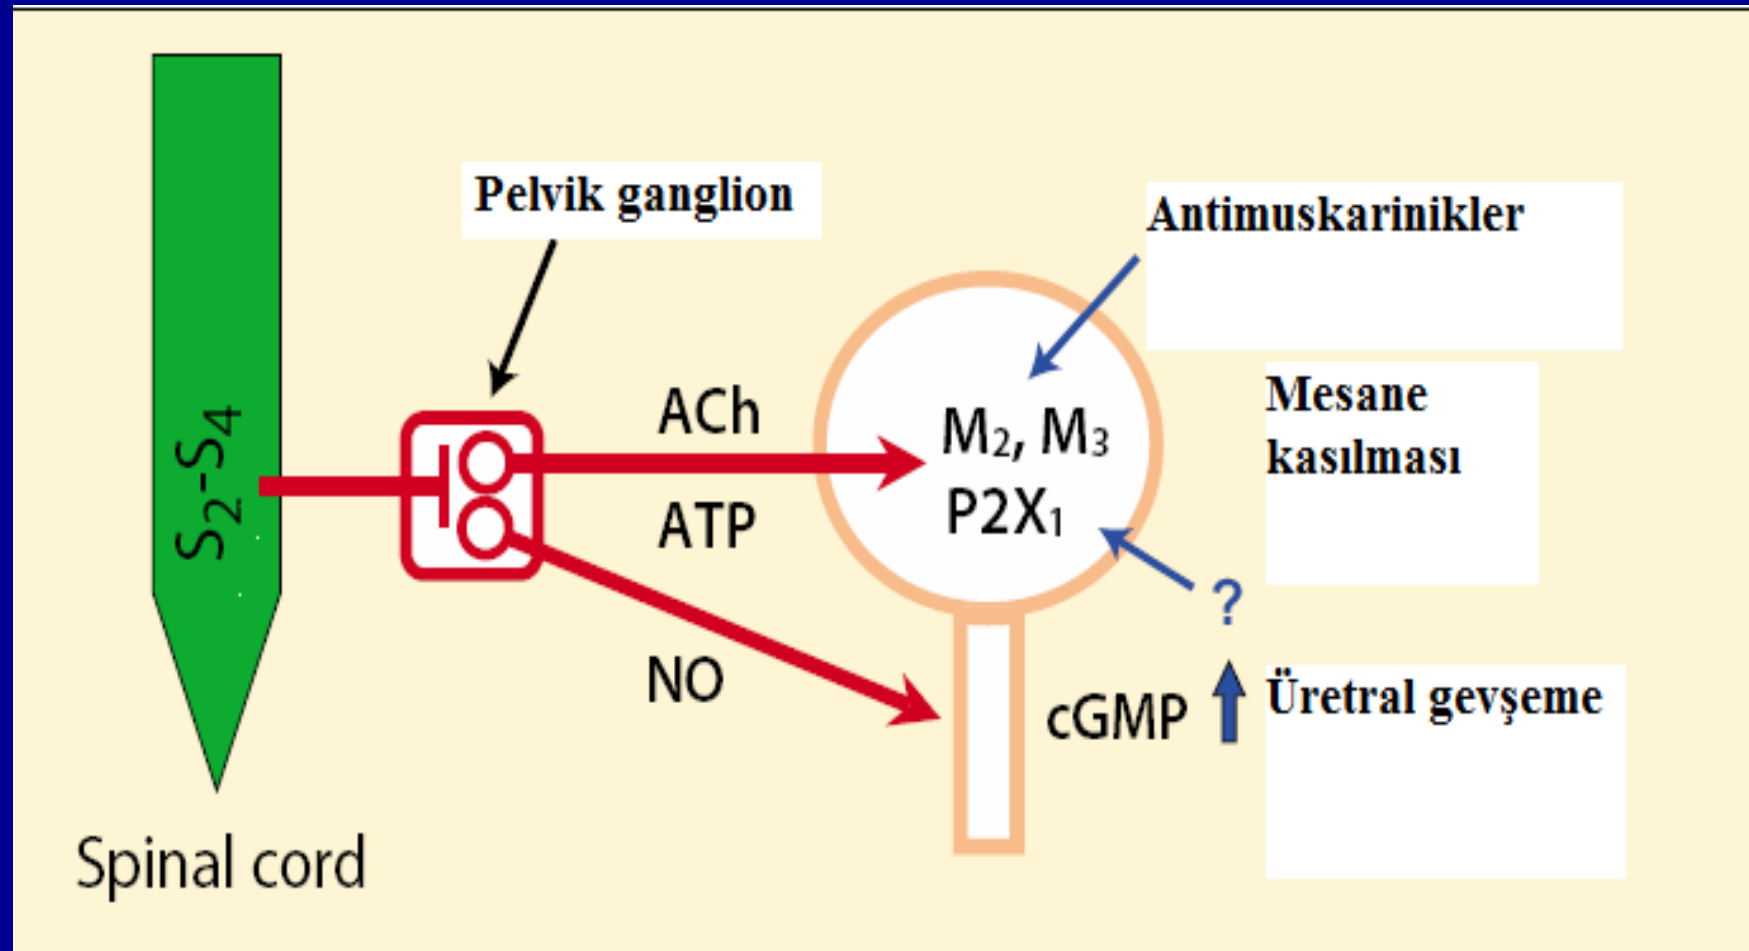 Pelvik ganglion
Antimuskarinikler
Mesane
kasılması
ACh
M₂, M₃
P2X₁
S₂-S₄
ATP
?
NO
cGMP
Üretral gevşeme
Spinal cord